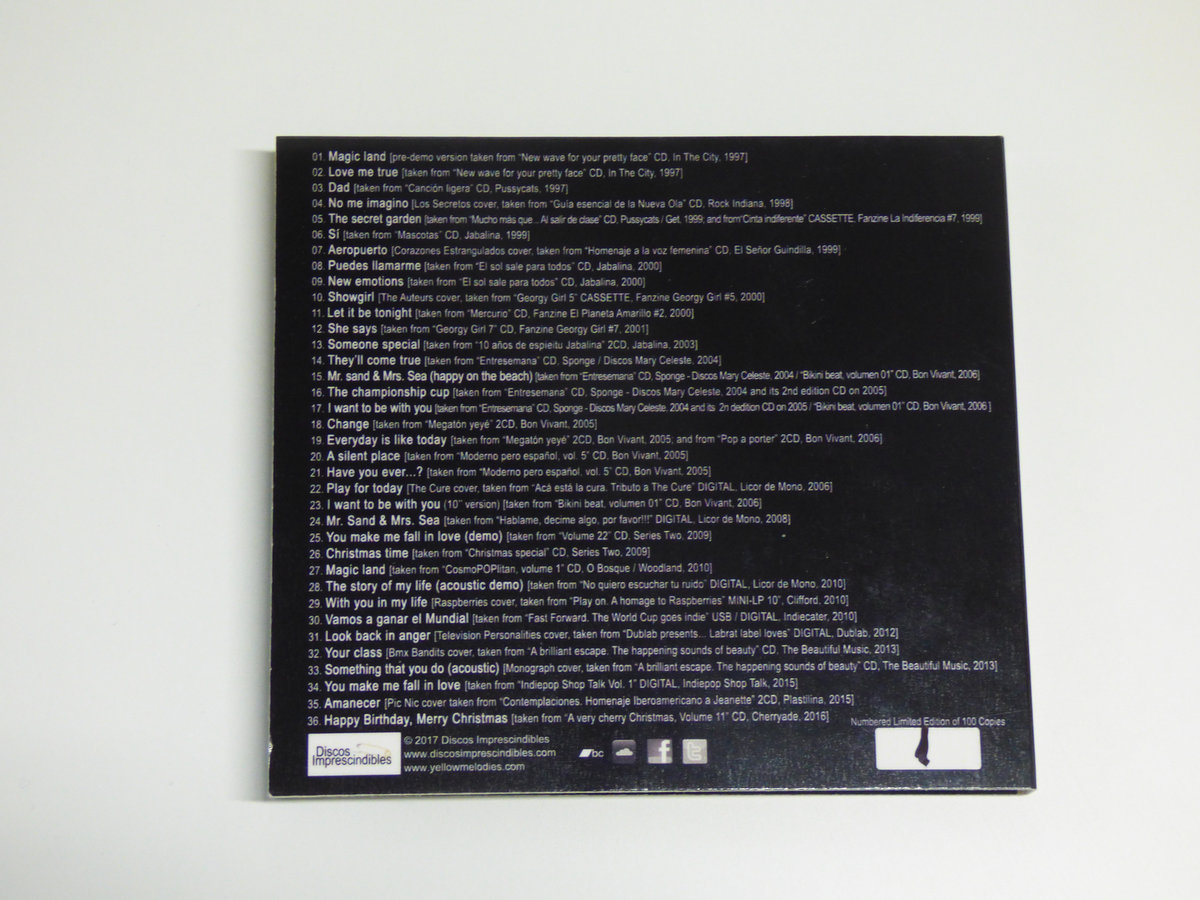 01. Magic land [pre-demo version taken from "New wave for your pretty face" CD, In The City, 1997]
02. Love me true [taken from "New wave for your pretty face" CD, In The City, 1997]
03. Dad [taken from "Canción ligera" CD, Pussycats, 1997]
04. No me imagino [Los Secretos cover, taken from "Guía esencial de la Nueva Ola" CD, Rock Indiana, 1998]
05. The secret garden [taken from "Mucho más que... Al salir de clase" CD, Pussycats / Get, 1999; and from"Cinta indiferente" CASSETTE, Fanzine La Indiferencia #7, 1999]
06. Sí [taken from "Mascotas" CD, Jabalina, 1999]
07. Aeropuerto [Corazones Estrangulados cover, taken from "Homenaje a la voz femenina" CD, El Señor Guindilla, 1999]
08. Puedes llamarme [taken from "El sol sale para todos" CD, Jabalina, 2000]
09. New emotions [taken from "El sol sale para todos" CD, Jabalina, 2000]
10. Showgirl [The Auteurs cover, taken from "Georgy Girl 5" CASSETTE, Fanzine Georgy Girl #5, 2000]
11. Let it be tonight [taken from "Mercurio" CD, Fanzine El Planeta Amarillo #2, 2000]
12. She says [taken from "Georgy Girl 7" CD, Fanzine Georgy Girl #7, 2001]
13. Someone special [taken from "10 años de espieitu Jabalina" 2CD, Jabalina, 2003]
14. They'll come true [taken from "Entresemana" CD, Sponge / Discos Mary Celeste, 2004]
15. Mr. sand & Mrs. Sea (happy on the beach) [taken from "Entresemana" CD, Sponge - Discos Mary Celeste, 2004 / "Bikini beat, volumen 01" CD, Bon Vivant, 2006]
16. The championship cup [taken from "Entresemana" CD, Sponge - Discos Mary Celeste, 2004 and its 2nd edition CD on 2005]
17. I want to be with you [taken from "Entresemana" CD, Sponge - Discos Mary Celeste, 2004 and its 2n dedition CD on 2005 / "Bikini beat, volumen 01" CD, Bon Vivant, 2006 ]
18. Change [taken from "Megatón yeyé" 2CD, Bon Vivant, 2005]
19. Everyday is like today [taken from "Megatón yeyé" 2CD, Bon Vivant, 2005; and from "Pop a porter" 2CD, Bon Vivant, 2006]
20. A silent place [taken from "Moderno pero español, vol. 5" CD, Bon Vivant, 2005]
21. Have you ever...? [taken from "Moderno pero español, vol. 5" CD, Bon Vivant, 2005]
22. Play for today [The Cure cover, taken from "Acá está la cura. Tributo a The Cure" DIGITAL, Licor de Mono, 2006]
23. I want to be with you (10" version) [taken from "Bikini beat, volumen 01" CD, Bon Vivant, 2006]
24. Mr. Sand & Mrs. Sea [taken from "Hablame, decime algo, por favor!!!" DIGITAL, Licor de Mono, 2008]
25. You make me fall in love (demo) [taken from "Volume 22" CD, Series Two, 2009]
26. Christmas time [taken from "Christmas special" CD, Series Two, 2009]
27. Magic land [taken from "CosmoPOPlitan, volume 1" CD, O Bosque / Woodland, 2010]
28. The story of my life (acoustic demo) [taken from "No quiero escuchar tu ruido" DIGITAL, Licor de Mono, 2010]
29. With you in my life [Raspberries cover, taken from "Play on. A homage to Raspberries" MINI-LP 10", Clifford, 2010]
30. Vamos a ganar el Mundial [taken from "Fast Forward. The World Cup goes indie" USB / DIGITAL, Indiecater, 2010]
31. Look back in anger [Television Personalities cover, taken from "Dublab presents... Labrat label loves" DIGITAL, Dublab, 2012]
32. Your class [Bmx Bandits cover, taken from "A brilliant escape. The happening sounds of beauty" CD, The Beautiful Music, 2013]
33. Something that you do (acoustic) [Monograph cover, taken from "A brilliant escape. The happening sounds of beauty" CD, The Beautiful Music, 2013]
34. You make me fall in love [taken from "Indiepop Shop Talk Vol. 1" DIGITAL, Indiepop Shop Talk, 2015]
35. Amanecer [Pic Nic cover taken from "Contemplaciones. Homenaje Iberoamericano a Jeanette" 2CD, Plastilina, 2015]
36. Happy Birthday, Merry Christmas [taken from "A very cherry Christmas, Volume 11" CD, Cherryade, 2016]
Numbered Limited Edition of 100 Copies
Discos
Imprescindibles
© 2017 Discos Imprescindibles
www.discosimprescindibles.com
www.yellowmelodies.com
bc
f
t